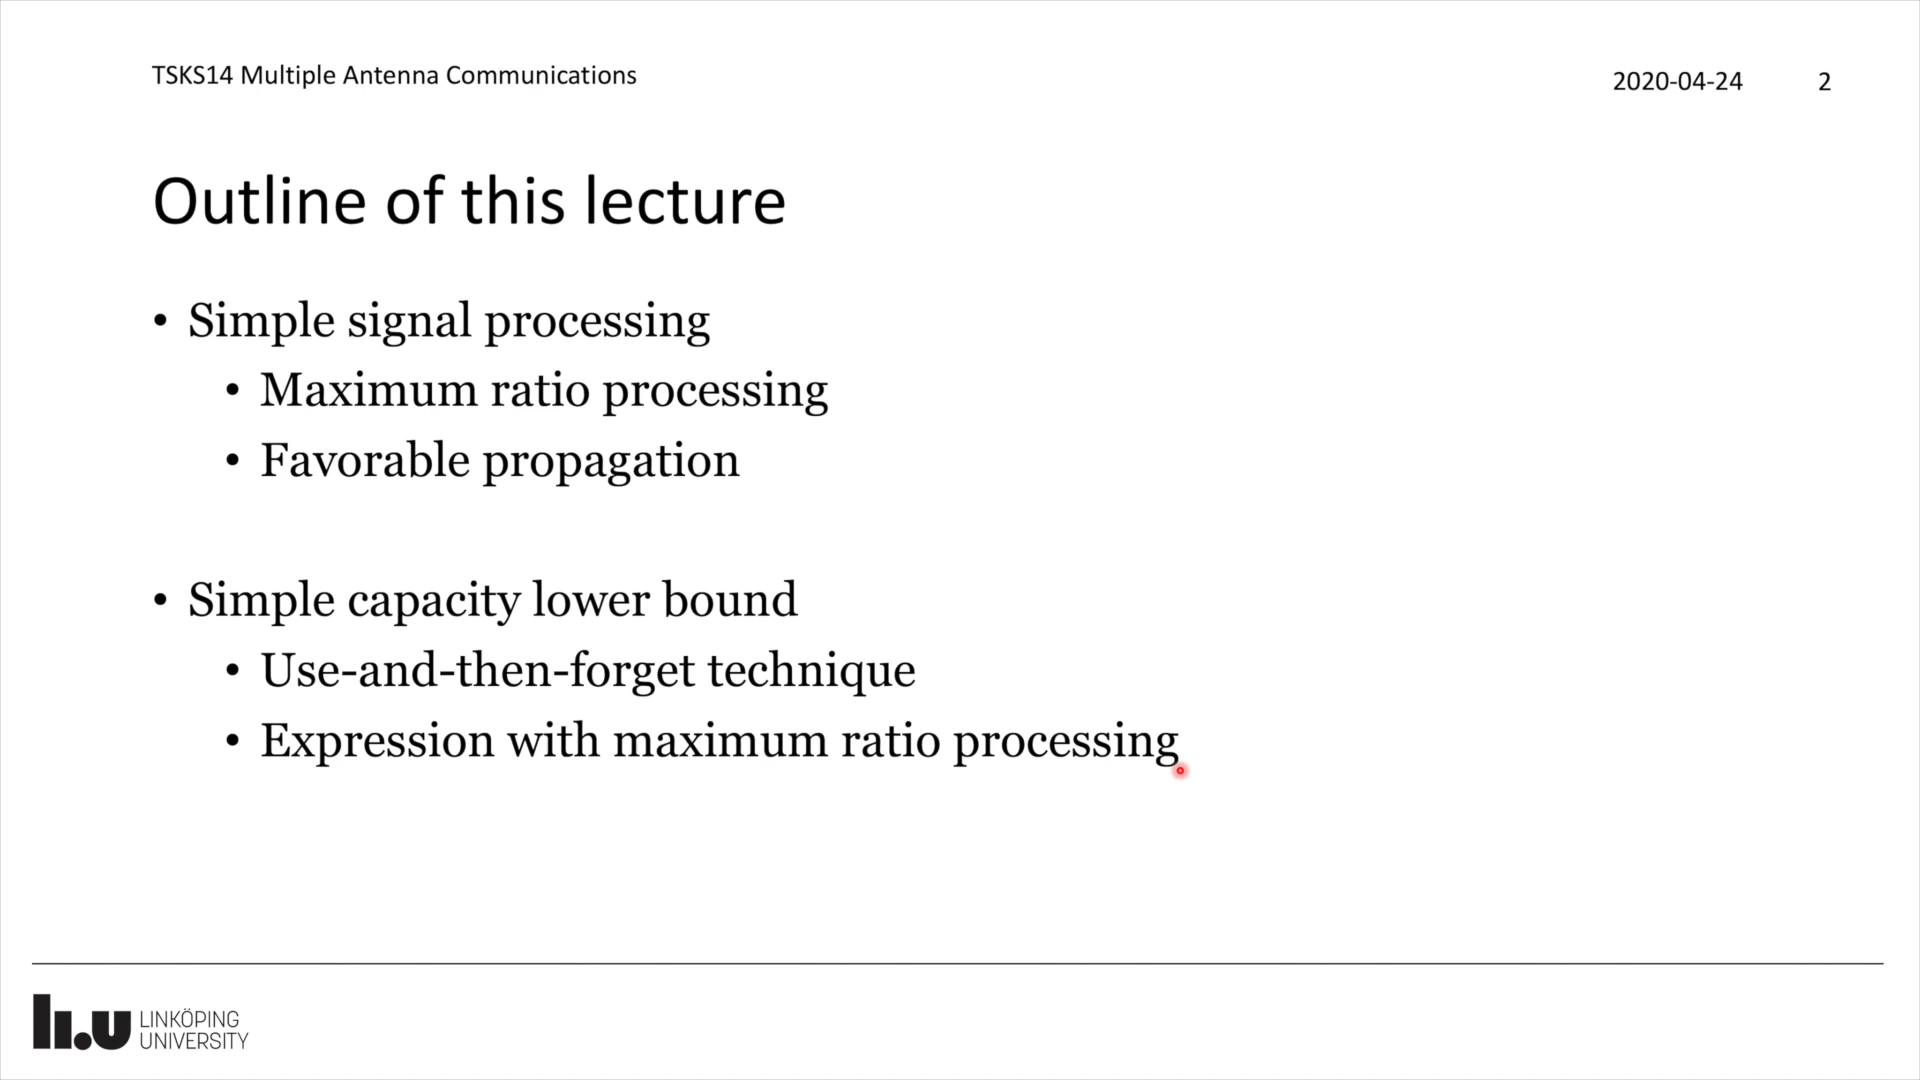 TSKS14 Multiple Antenna Communications
2020-04-24 2
Outline of this lecture
• Simple signal processing
• Maximum ratio processing
• Favorable propagation
• Simple capacity lower bound
• Use-and-then-forget technique
• Expression with maximum ratio processing
li.u LINKÖPING
UNIVERSITY